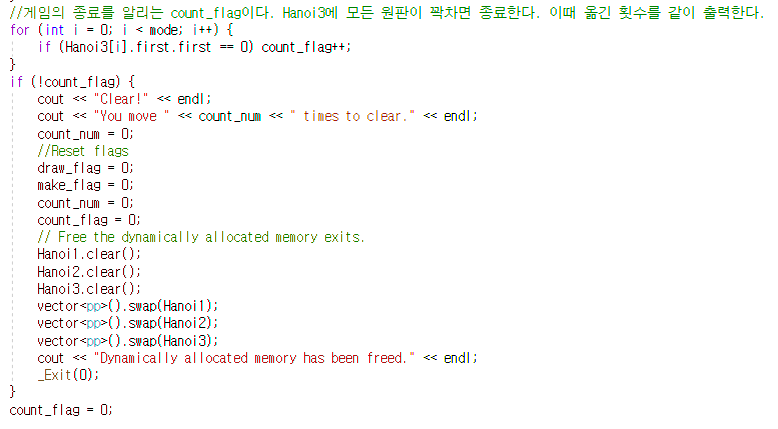 //게임의 종료를 알리는 count_flag이다. Hanoi3에 모든 원판이 꽉차면 종료한다. 이때 옮긴 횟수를 같이 출력한다.
for (int i = 0; i < mode; i++) {
    if (Hanoi3[i].first.first == 0) count_flag++;
}
if (!count_flag) {
    cout << "Clear!" << endl;
    cout << "You move " << count_num << " times to clear." << endl;
    count_num = 0;
    //Reset flags
    draw_flag = 0;
    make_flag = 0;
    count_num = 0;
    count_flag = 0;
    // Free the dynamically allocated memory exits.
    Hanoi1.clear();
    Hanoi2.clear();
    Hanoi3.clear();
    vector<pp>().swap(Hanoi1);
    vector<pp>().swap(Hanoi2);
    vector<pp>().swap(Hanoi3);
    cout << "Dynamically allocated memory has been freed." << endl;
    _Exit(0);
}
count_flag = 0;